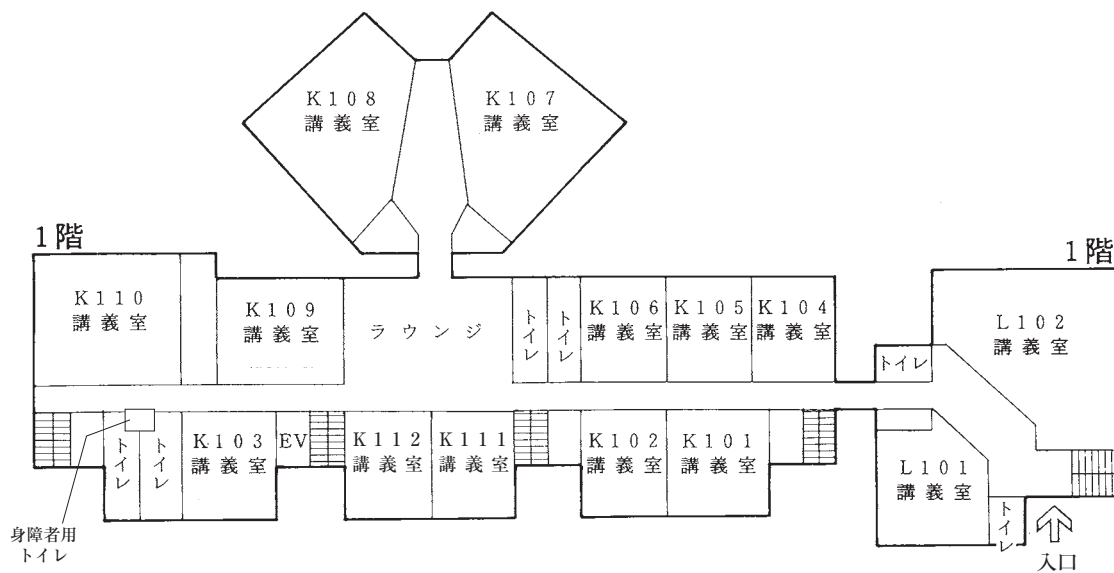 K108
講義室
K107
講義室
1階
1階
K110
講義室
K109
講義室
ラウンジ
トイレ
トイレ
K106
講義室
K105
講義室
K104
講義室
トイレ
L102
講義室
トイレ
トイレ
K103
講義室
EV
K112
講義室
K111
講義室
K102
講義室
K101
講義室
L101
講義室
トイレ
身障者用
トイレ
入口